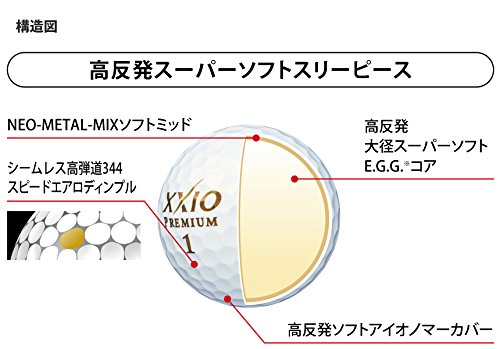 構造図
高反発スーパーソフトスリーピース
NEO-METAL-MIXソフトミッド
高反発
大径スーパーソフト
E.G.G.※コア
シームレス高弾道344
スピードエアロディンプル
XXIO
PREMIUM
1
高反発ソフトアイオノマーカバー